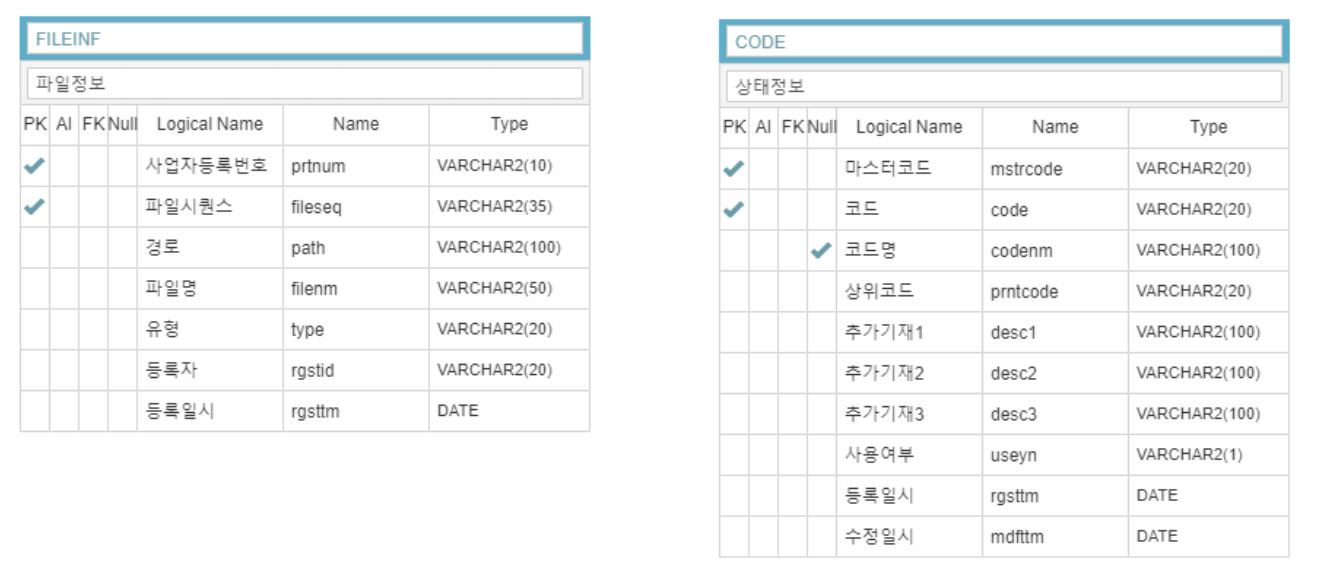 FILEINF
파일정보
PK AI FK Null Logical Name Name Type
사업자등록번호 prtnum VARCHAR2(10)
파일시퀀스 fileseq VARCHAR2(35)
경로 path VARCHAR2(100)
파일명 filenm VARCHAR2(50)
유형 type VARCHAR2(20)
등록자 rgstid VARCHAR2(20)
등록일시 rgsttm DATE
CODE
상태정보
PK AI FK Null Logical Name Name Type
마스터코드 mstrcode VARCHAR2(20)
코드 code VARCHAR2(20)
코드명 codenm VARCHAR2(100)
상위코드 prntcode VARCHAR2(20)
추가기재1 desc1 VARCHAR2(100)
추가기재2 desc2 VARCHAR2(100)
추가기재3 desc3 VARCHAR2(100)
사용여부 useyn VARCHAR2(1)
등록일시 rgsttm DATE
수정일시 mdfttm DATE